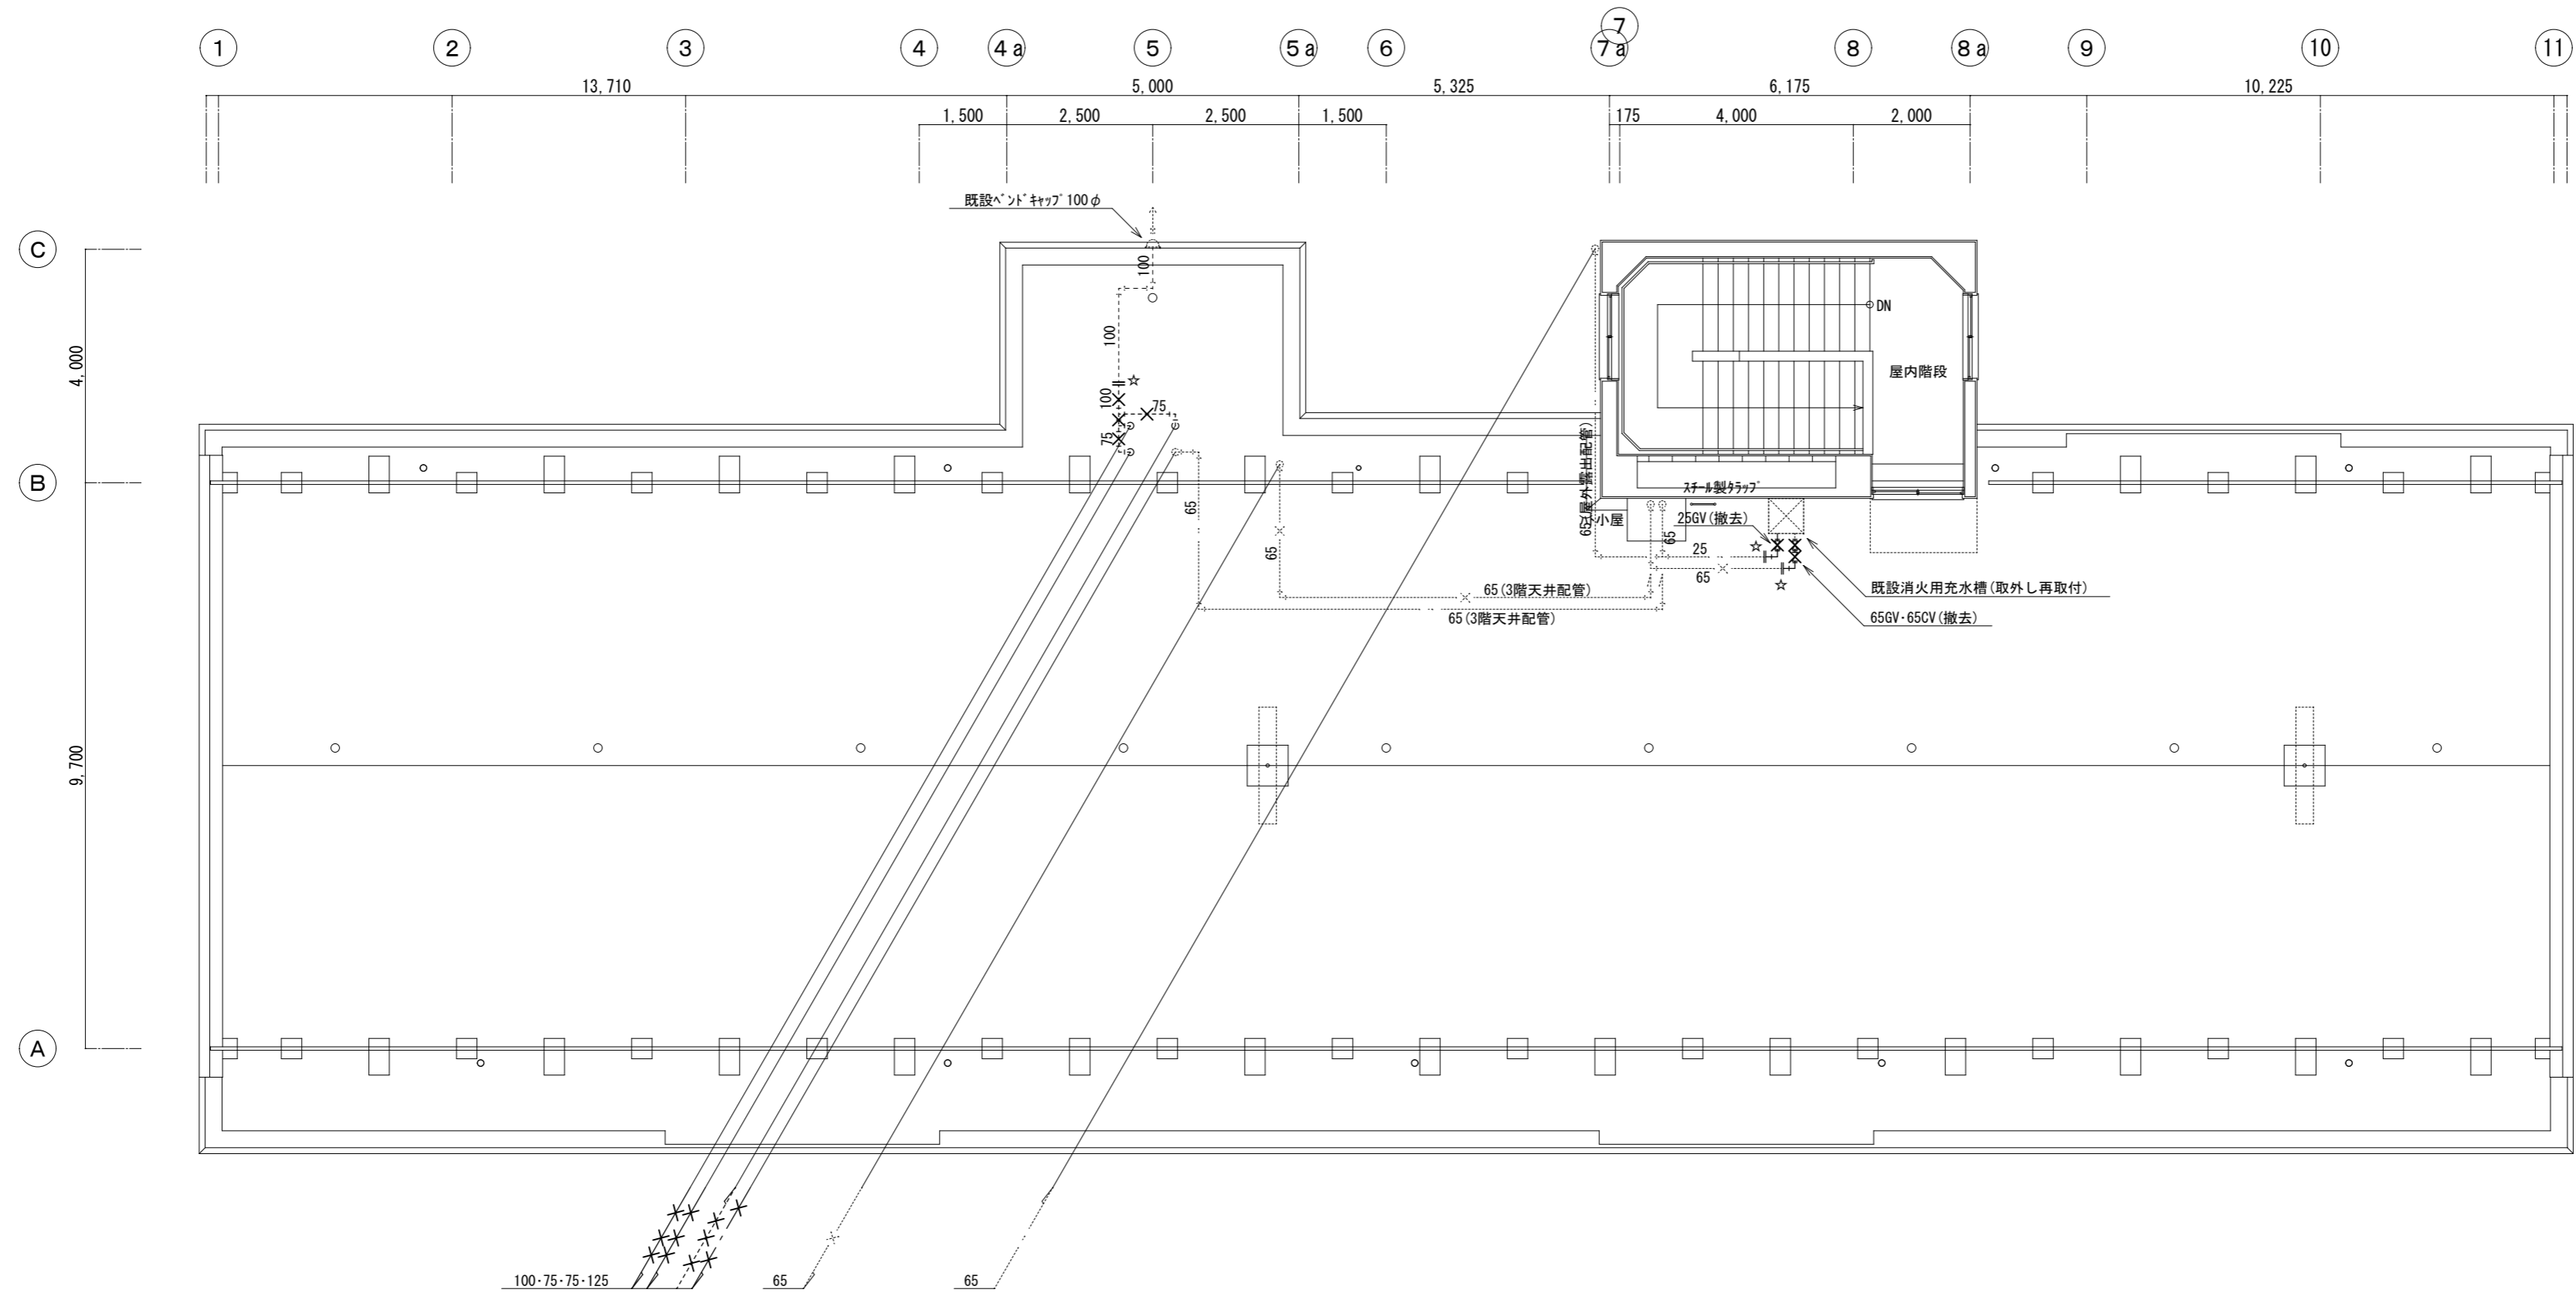 7
1 2 3 4 4a 5 5a 6 7a 8 8a 9 10 11
13,710 5,000 5,325 6,175 10,225
1,500 2,500 2,500 1,500 175 4,000 2,000
既設ﾍﾞﾝﾄﾞｷｬｯﾌﾟ100φ
C
100
DN
100
4,000
屋内階段
☆
100
75
75
65(屋外露出配管)
B
ｽﾁｰﾙ製ﾀﾗｯﾌﾟ
65
小屋
25GV(撤去)
65
65
25
☆
65
☆
65(3階天井配管)
既設消火用充水槽(取外し再取付)
65(3階天井配管)
65GV・65CV(撤去)
9,700
A
100・75・75・125
65
65